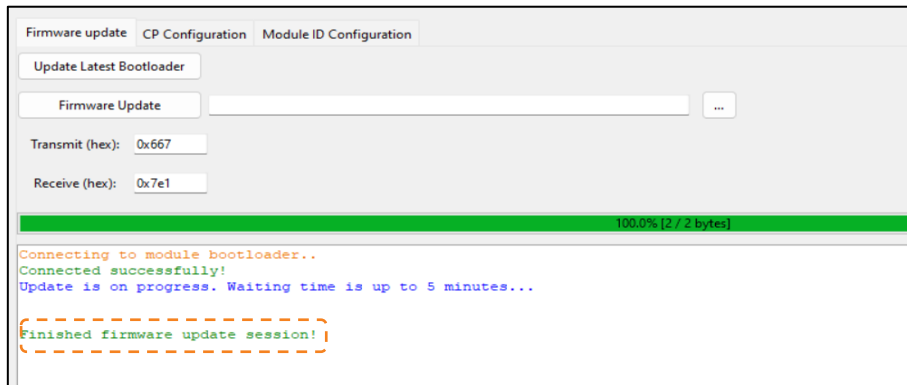 Firmware update CP Configuration Module ID Configuration
Update Latest Bootloader
Firmware Update ...
Transmit (hex): 0x667
Receive (hex): 0x7e1
100.0% [2 / 2 bytes]
Connecting to module bootloader..
Connected successfully!
Update is on progress. Waiting time is up to 5 minutes...
Finished firmware update session!